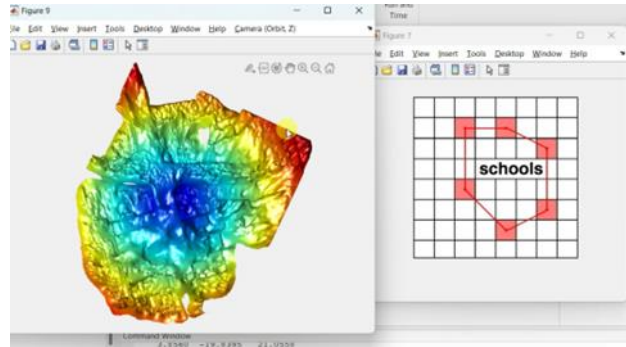 Figure 9
File Edit View Insert Tools Desktop Window Help Camera (Orbit, Z)
Time
Figure 7
File Edit View Insert Tools Desktop Window Help
schools
Command Window